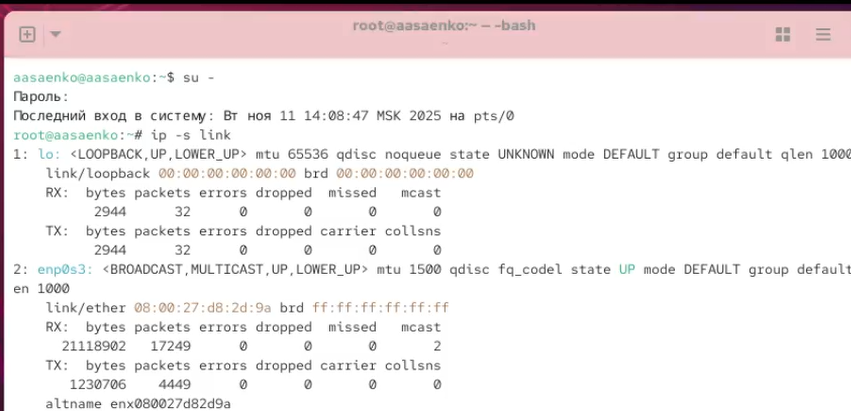 root@aasaenko:~ – -bash
aasaenko@aasaenko:~$ su -
Пароль:
Последний вход в систему: Вт ноя 11 14:08:47 MSK 2025 на pts/0
root@aasaenko:~# ip -s link
1: lo: <LOOPBACK,UP,LOWER_UP> mtu 65536 qdisc noqueue state UNKNOWN mode DEFAULT group default qlen 1000
link/loopback 00:00:00:00:00:00 brd 00:00:00:00:00:00
RX: bytes packets errors dropped missed mcast
2944 32 0 0 0 0
TX: bytes packets errors dropped carrier collsns
2944 32 0 0 0 0
2: enp0s3: <BROADCAST,MULTICAST,UP,LOWER_UP> mtu 1500 qdisc fq_codel state UP mode DEFAULT group default
en 1000
link/ether 08:00:27:d8:2d:9a brd ff:ff:ff:ff:ff:ff
RX: bytes packets errors dropped missed mcast
21118902 17249 0 0 0 2
TX: bytes packets errors dropped carrier collsns
1230706 4449 0 0 0 0
altname enx080027d82d9a